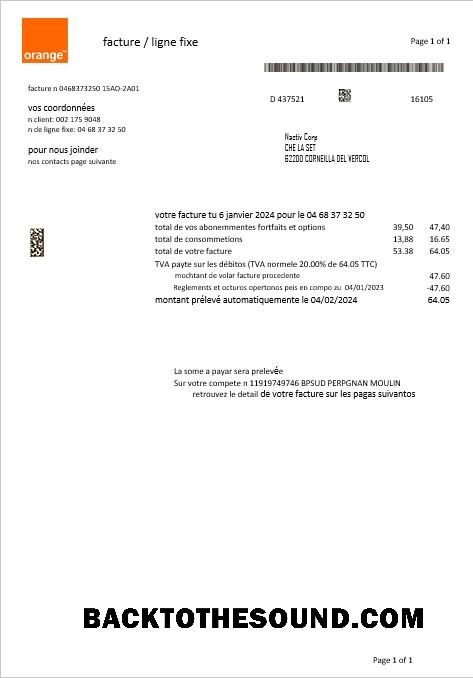 orange™
facture / ligne fixe
Page 1 of 1
facture n 0468373250 15AO-2A01
D 437521
16105
vos coordonnées
n client: 002 175 9048
n de ligne fixe: 04 68 37 32 50
pour nous joinder
nos contacts page suivante
Nactiv Corp
CHE LA SET
62200 CORNEILLA DEL VERCOL
votre facture tu 6 janvier 2024 pour le 04 68 37 32 50
total de vos abonemmentes fortfaits et options 39,50 47,40
total de consommetions 13,88 16.65
total de votre facture 53.38 64.05
TVA payte sur les débitos (TVA normele 20.00% de 64.05 TTC)
mochtant de volar facture procedente 47.60
Reglements et octuros opertonos peis en compo zu 04/01/2023 -47.60
montant prélevé automatiquemente le 04/02/2024 64.05
La some a payar sera prelevée
Sur votre compete n 11919749746 BPSUD PERPGNAN MOULIN
retrouvez le detail de votre facture sur les pagas suivantos
BACKTOTHESOUND.COM
Page 1 of 1